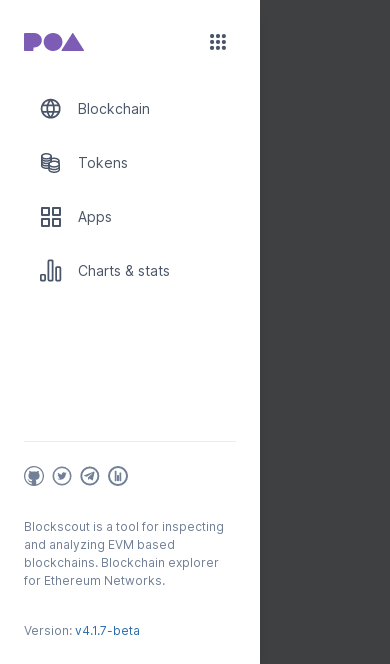 POA
Blockchain
Tokens
Apps
Charts & stats
Blockscout is a tool for inspecting
and analyzing EVM based
blockchains. Blockchain explorer
for Ethereum Networks.
Version: v4.1.7-beta